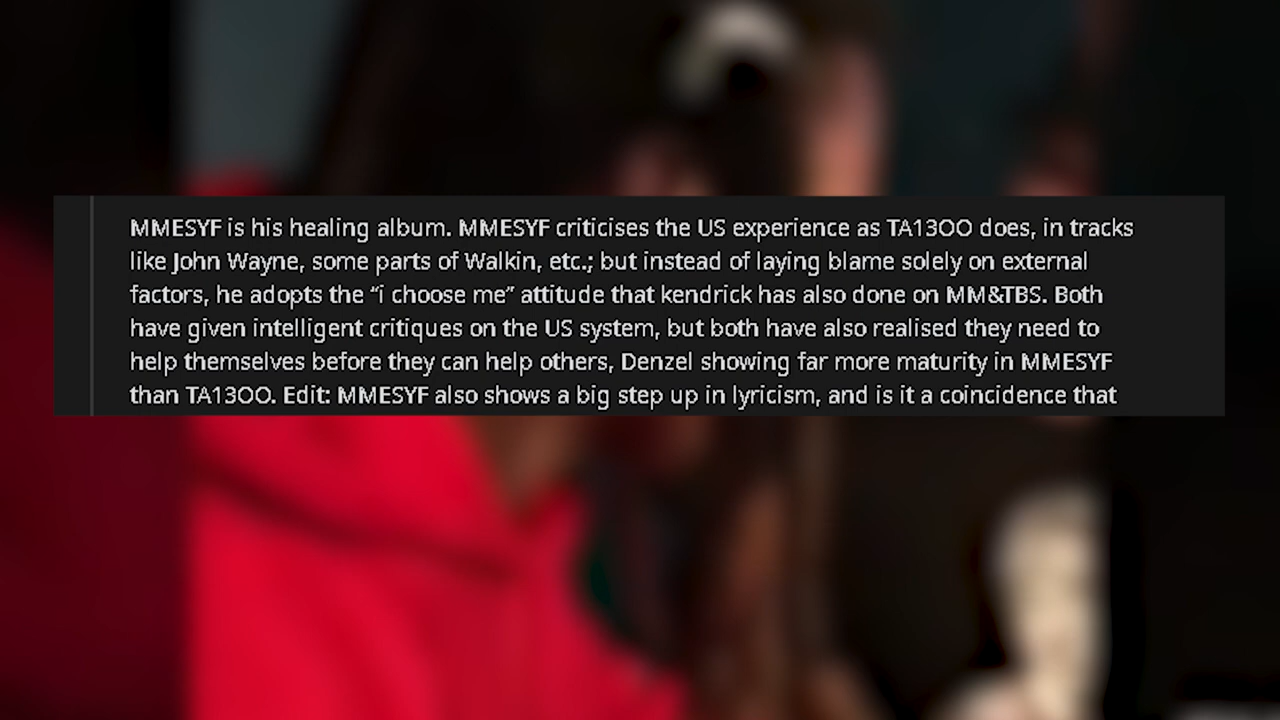 MMESYF is his healing album. MMESYF criticises the US experience as TA13OO does, in tracks
like John Wayne, some parts of Walkin, etc.; but instead of laying blame solely on external
factors, he adopts the “i choose me” attitude that kendrick has also done on MM&TBS. Both
have given intelligent critiques on the US system, but both have also realised they need to
help themselves before they can help others, Denzel showing far more maturity in MMESYF
than TA13OO. Edit: MMESYF also shows a big step up in lyricism, and is it a coincidence that